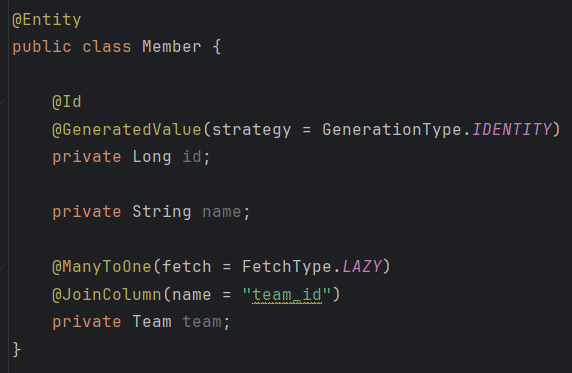 @Entity
public class Member {
@Id
@GeneratedValue(strategy = GenerationType.IDENTITY)
private Long id;
private String name;
@ManyToOne(fetch = FetchType.LAZY)
@JoinColumn(name = "team_id")
private Team team;
}